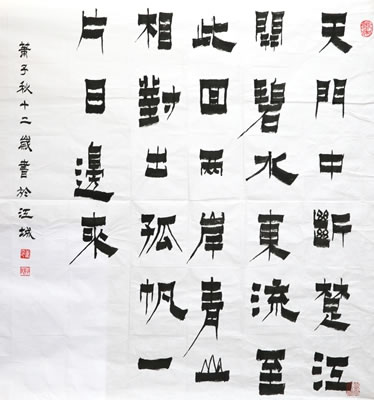 天門中斷楚江
開碧水東流至
此回兩岸青山
相對出孤帆一
片日邊來
蕭子秋十二歲書於江城